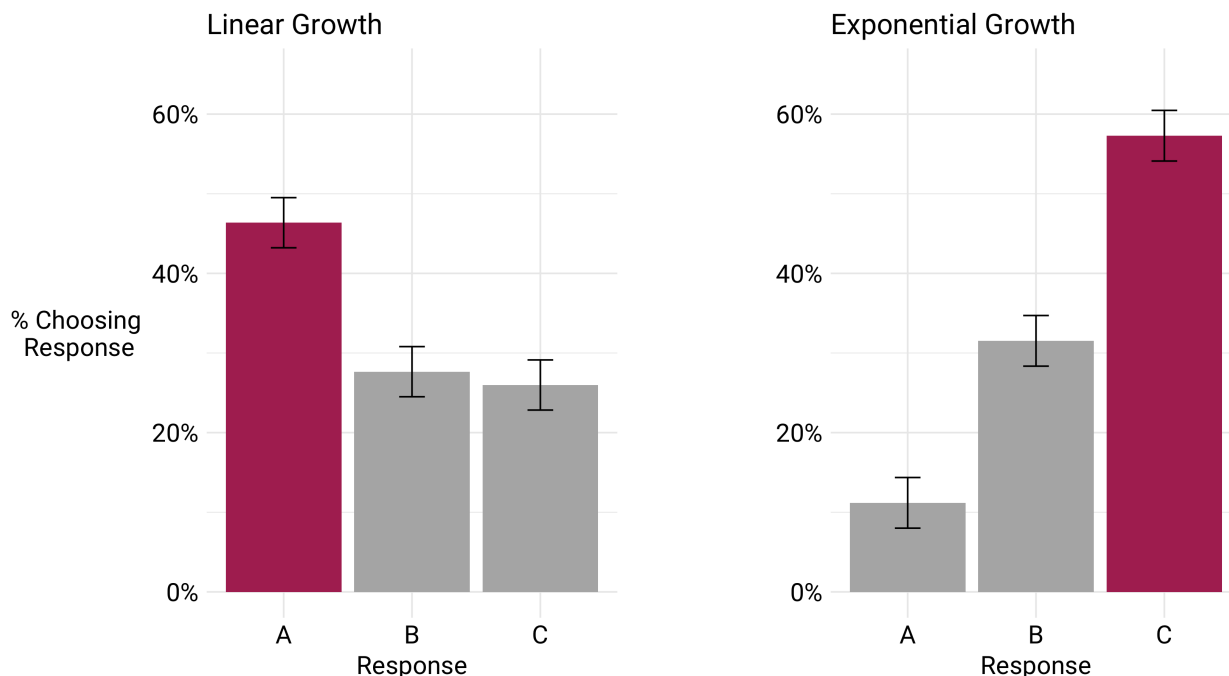 Linear Growth
60%
40%
20%
0%
% Choosing
Response
A B C
Response
Exponential Growth
60%
40%
20%
0%
A B C
Response